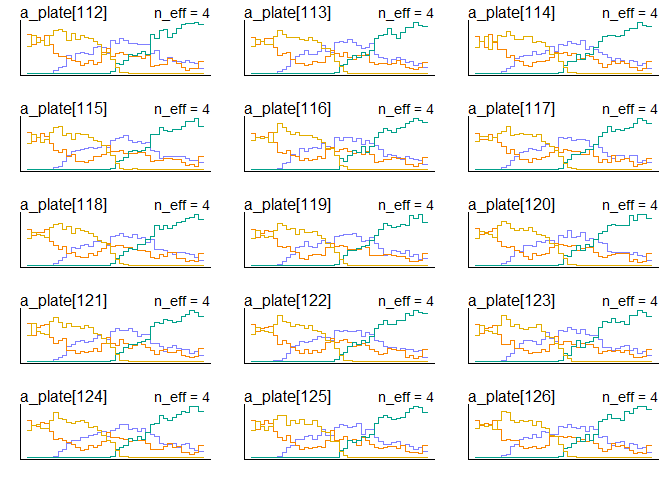 a_plate[112] n_eff = 4 a_plate[113] n_eff = 4 a_plate[114] n_eff = 4
a_plate[115] n_eff = 4 a_plate[116] n_eff = 4 a_plate[117] n_eff = 4
a_plate[118] n_eff = 4 a_plate[119] n_eff = 4 a_plate[120] n_eff = 4
a_plate[121] n_eff = 4 a_plate[122] n_eff = 4 a_plate[123] n_eff = 4
a_plate[124] n_eff = 4 a_plate[125] n_eff = 4 a_plate[126] n_eff = 4